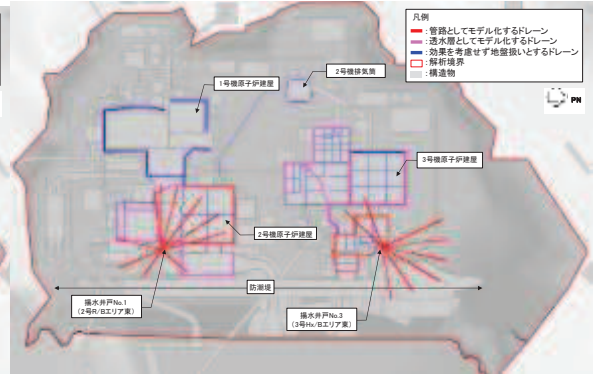 凡例
：管路としてモデル化するドレーン
：透水層としてモデル化するドレーン
：効果を考慮せず地盤扱いとするドレーン
：解析境界
：構造物
PN
2号機排気筒
1号機原子炉建屋
3号機原子炉建屋
2号機原子炉建屋
防潮堤
揚水井戸No.1
（2号R/Bエリア東）
揚水井戸No.3
（3号Hx/Bエリア東）